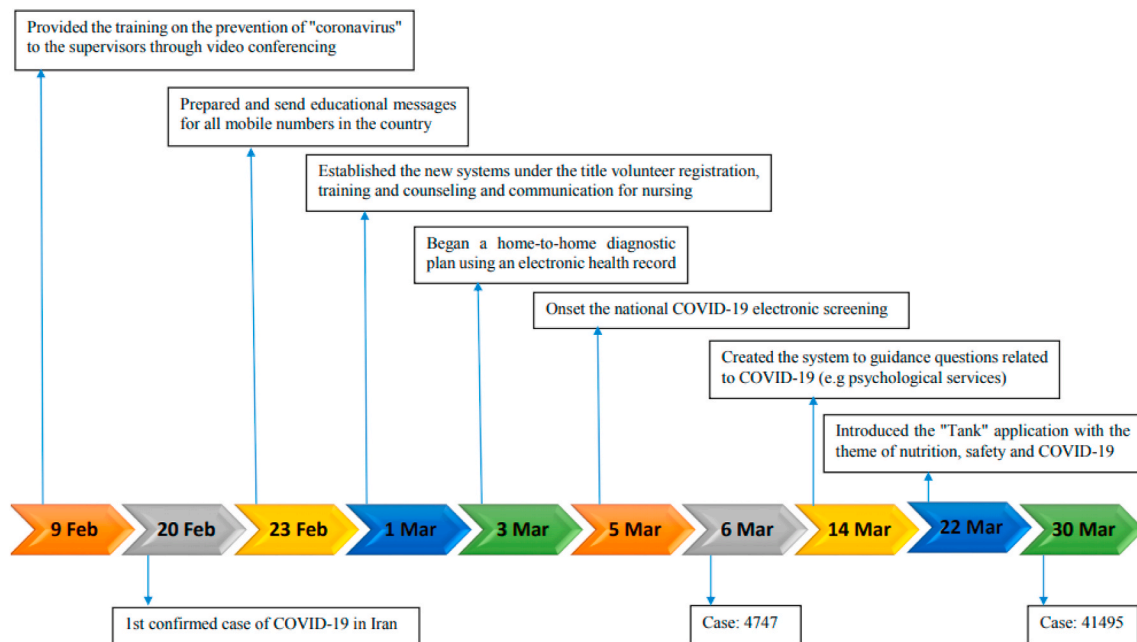 Provided the training on the prevention of "coronavirus"
to the supervisors through video conferencing
Prepared and send educational messages
for all mobile numbers in the country
Established the new systems under the title volunteer registration,
training and counseling and communication for nursing
Began a home-to-home diagnostic
plan using an electronic health record
Onset the national COVID-19 electronic screening
Created the system to guidance questions related
to COVID-19 (e.g psychological services)
Introduced the "Tank" application with the
theme of nutrition, safety and COVID-19
9 Feb
20 Feb
23 Feb
1 Mar
3 Mar
5 Mar
6 Mar
14 Mar
22 Mar
30 Mar
1st confirmed case of COVID-19 in Iran
Case: 4747
Case: 41495